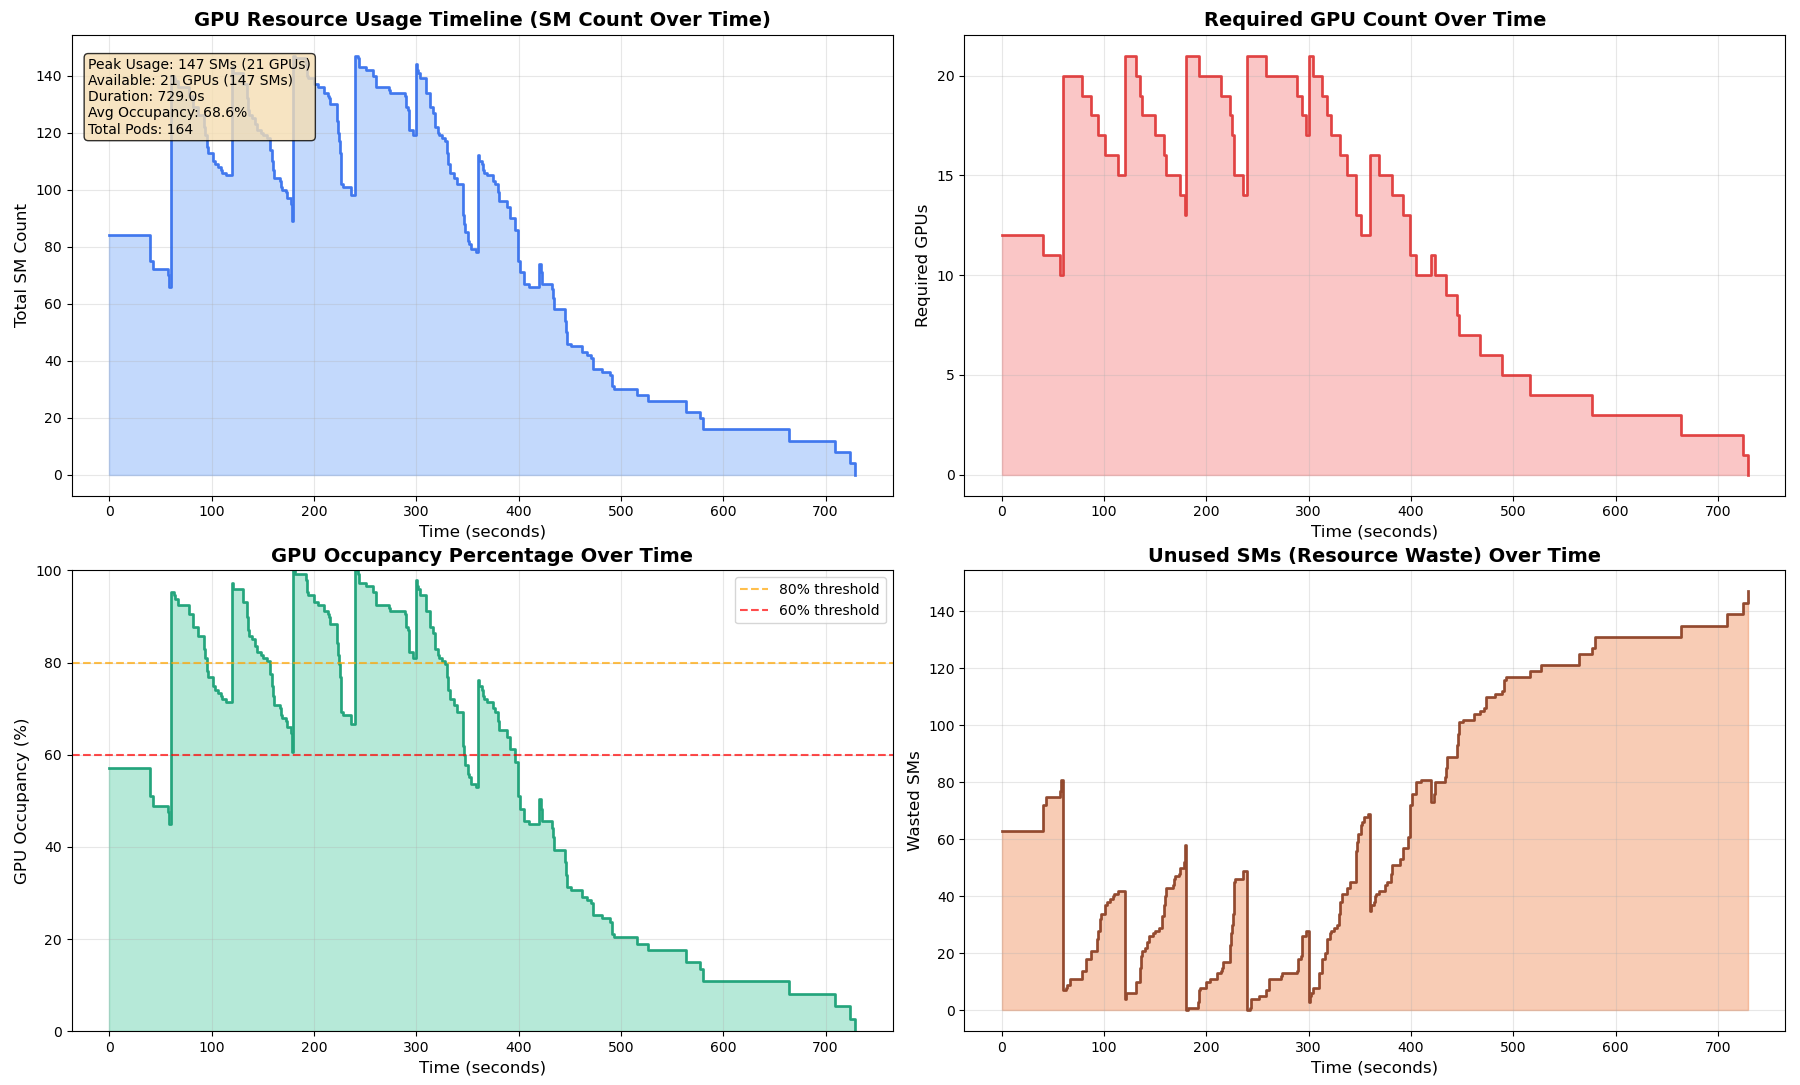 GPU Resource Usage Timeline (SM Count Over Time)
Peak Usage: 147 SMs (21 GPUs)
Available: 21 GPUs (147 SMs)
Duration: 729.0s
Avg Occupancy: 68.6%
Total Pods: 164
Total SM Count
140
120
100
80
60
40
20
0
0 100 200 300 400 500 600 700
Time (seconds)
Required GPU Count Over Time
Required GPUs
20
15
10
5
0
0 100 200 300 400 500 600 700
Time (seconds)
GPU Occupancy Percentage Over Time
80% threshold
60% threshold
GPU Occupancy (%)
100
80
60
40
20
0
0 100 200 300 400 500 600 700
Time (seconds)
Unused SMs (Resource Waste) Over Time
Wasted SMs
140
120
100
80
60
40
20
0
0 100 200 300 400 500 600 700
Time (seconds)